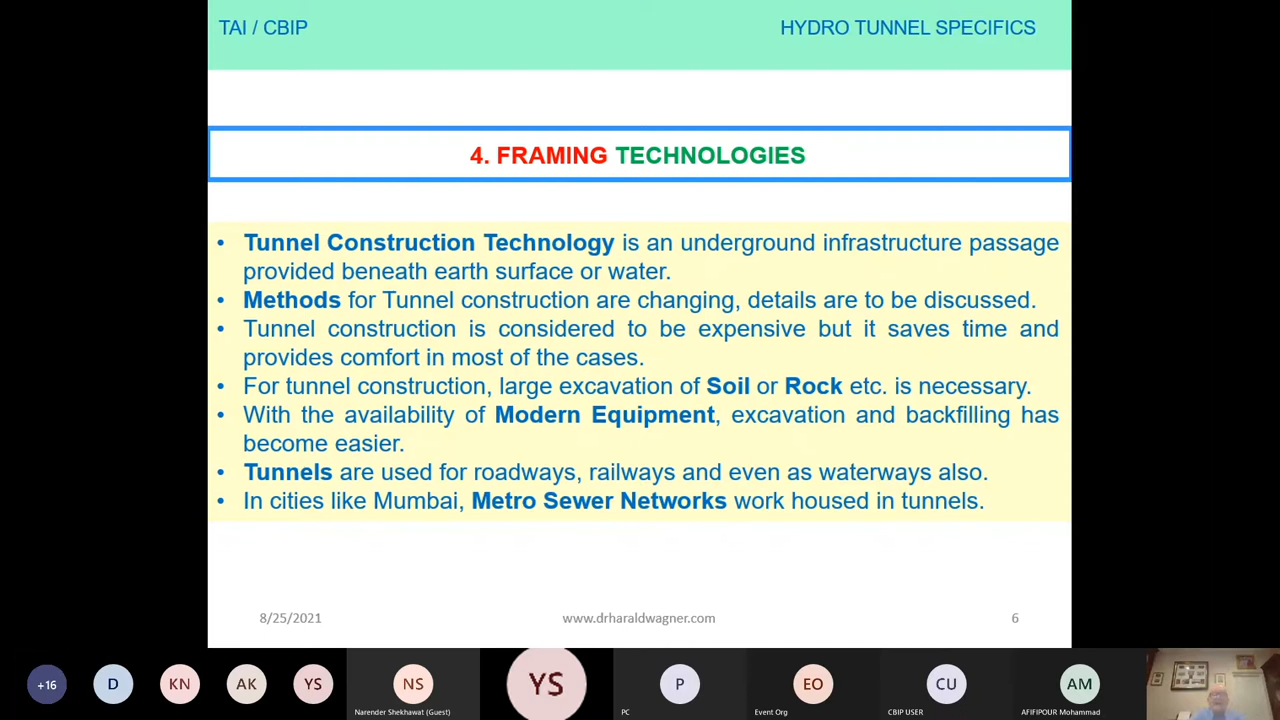 TAI / CBIP
HYDRO TUNNEL SPECIFICS
4. FRAMING TECHNOLOGIES
• Tunnel Construction Technology is an underground infrastructure passage
provided beneath earth surface or water.
• Methods for Tunnel construction are changing, details are to be discussed.
• Tunnel construction is considered to be expensive but it saves time and
provides comfort in most of the cases.
• For tunnel construction, large excavation of Soil or Rock etc. is necessary.
• With the availability of Modern Equipment, excavation and backfilling has
become easier.
• Tunnels are used for roadways, railways and even as waterways also.
• In cities like Mumbai, Metro Sewer Networks work housed in tunnels.
8/25/2021
www.drharaldwagner.com
6
+16
D
KN
AK
YS
NS
YS
P
EO
CU
AM
Narender Shekhawat (Guest)
PC
Event Org
CBIP USER
AFIFIPOUR Mohammad